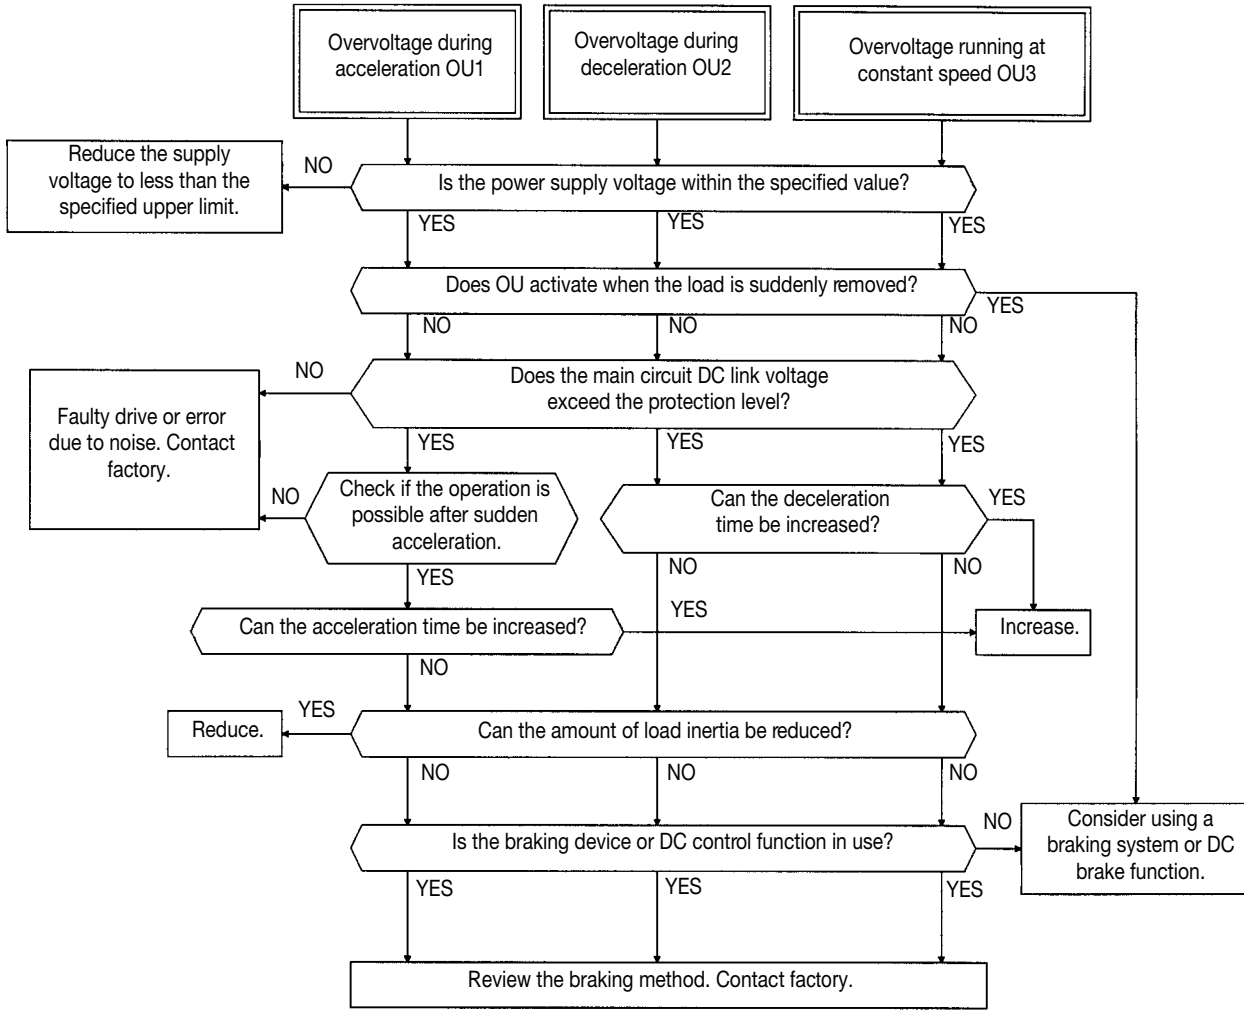 Overvoltage during
acceleration OU1
Overvoltage during
deceleration OU2
Overvoltage running at
constant speed OU3
Reduce the supply
voltage to less than the
specified upper limit.
NO
Is the power supply voltage within the specified value?
YES
YES
YES
Does OU activate when the load is suddenly removed?
YES
NO
NO
NO
NO
Does the main circuit DC link voltage
exceed the protection level?
Faulty drive or error
due to noise. Contact
factory.
YES
YES
YES
NO
Check if the operation is
possible after sudden
acceleration.
Can the deceleration
time be increased?
YES
YES
NO
NO
Can the acceleration time be increased?
YES
Increase.
NO
Reduce.
YES
Can the amount of load inertia be reduced?
NO
NO
NO
Is the braking device or DC control function in use?
NO
Consider using a
braking system or DC
brake function.
YES
YES
YES
Review the braking method. Contact factory.